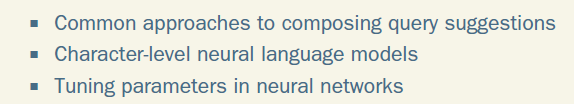 ▪ Common approaches to composing query suggestions
▪ Character-level neural language models
▪ Tuning parameters in neural networks